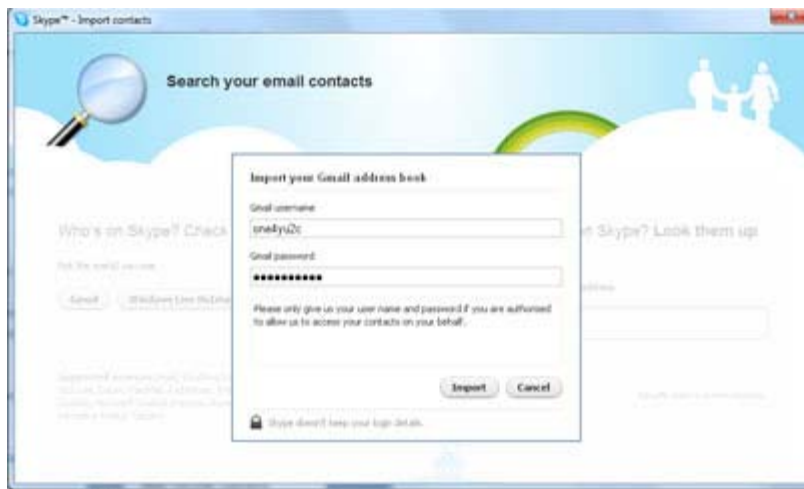 Skype™ - Import contacts
Search your email contacts
Import your Gmail address book
Gmail username
one4yu2c
Gmail password
●●●●●●●●●●
Please only give us your user name and password if you are authorised
to allow us to access your contacts on your behalf.
Who's on Skype? Check
on Skype? Look them up
Gmail
Windows Live Hotmail
address
Import
Cancel
Skype doesn't keep your login details.